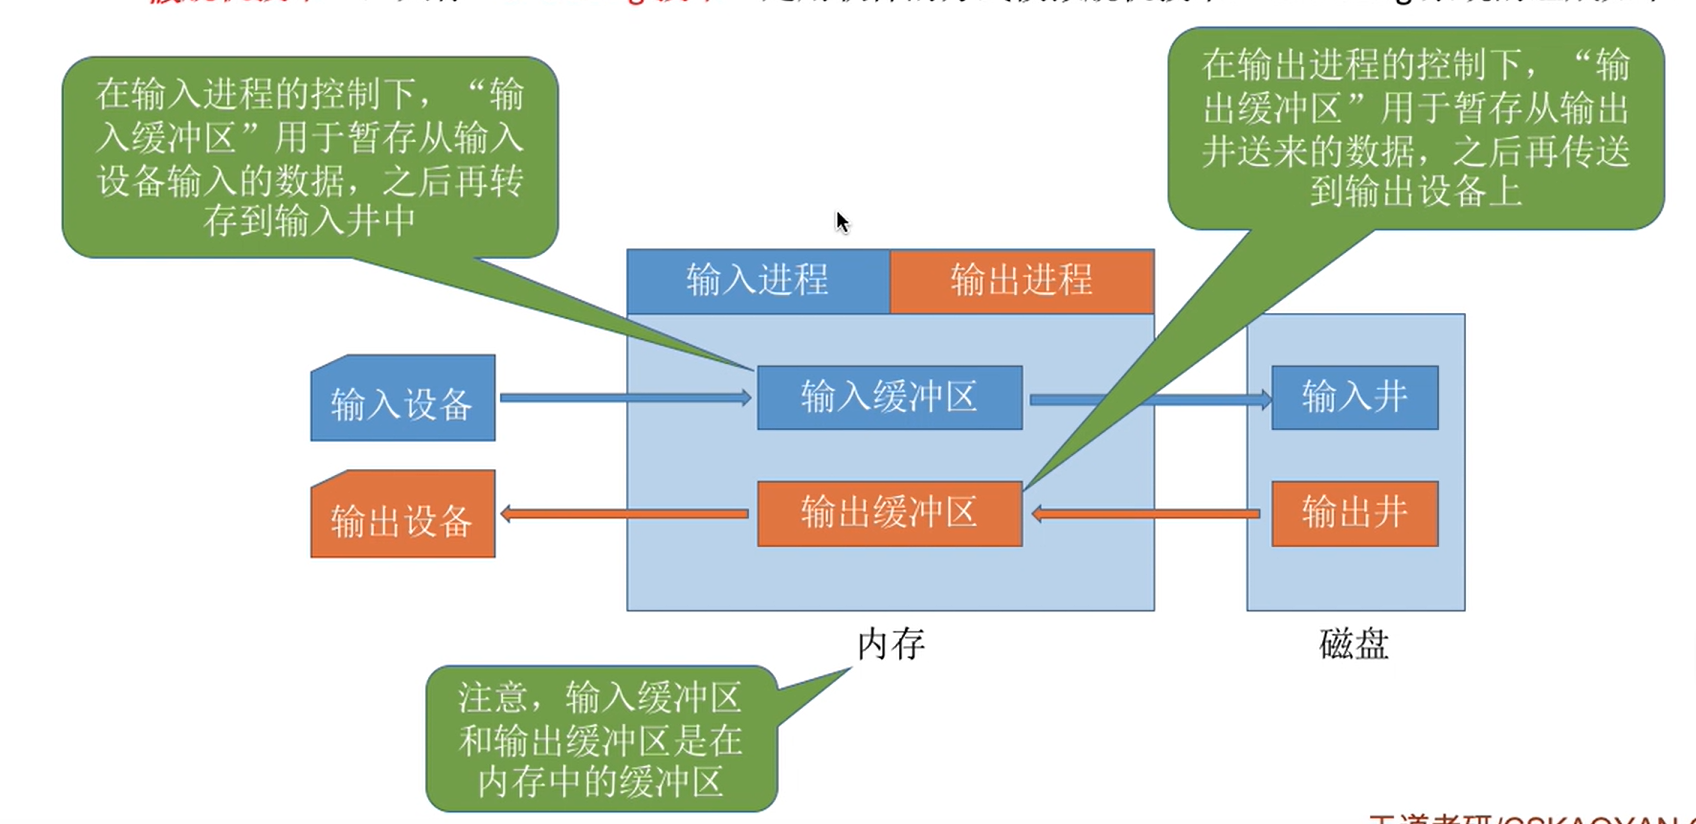 在输入进程的控制下，“输
入缓冲区”用于暂存从输入
设备输入的数据，之后再转
存到输入井中
在输出进程的控制下，“输
出缓冲区”用于暂存从输出
井送来的数据，之后再传送
到输出设备上
输入进程
输出进程
输入设备
输入缓冲区
输入井
输出设备
输出缓冲区
输出井
内存
磁盘
注意，输入缓冲区
和输出缓冲区是在
内存中的缓冲区